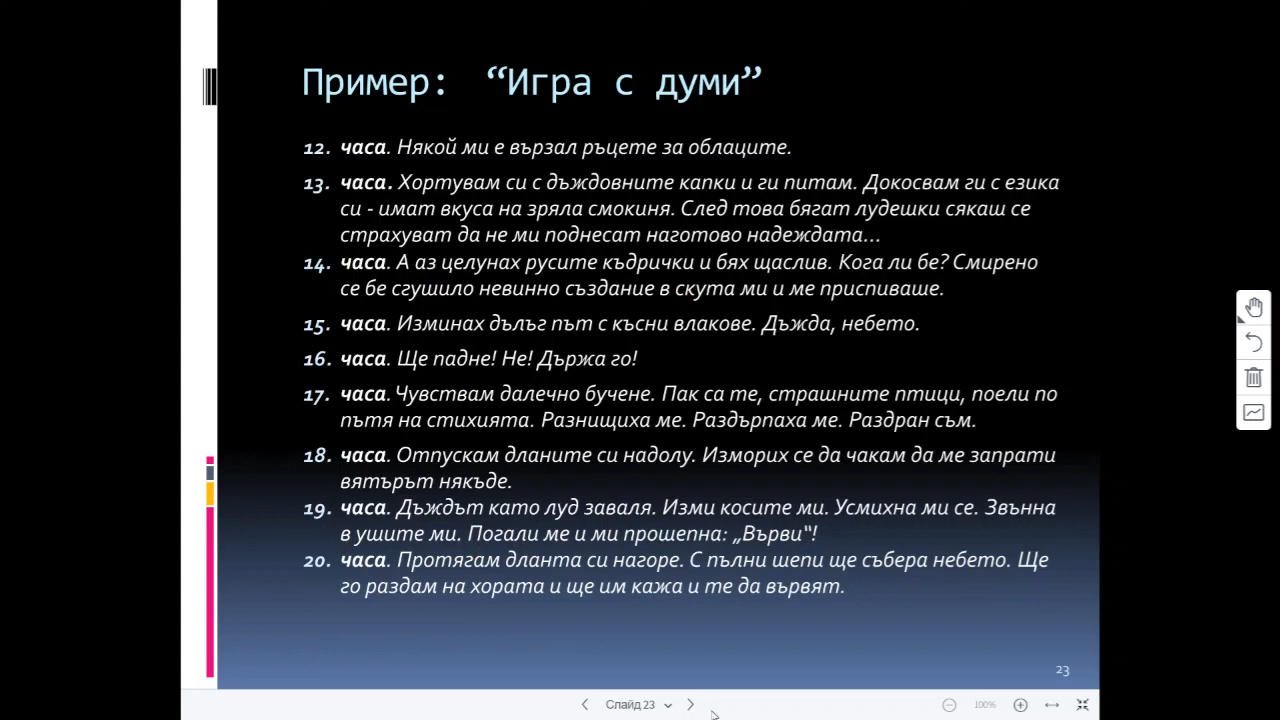 Пример: “Игра с думи”
12. часа. Някой ми е вързал ръцете за облаците.
13. часа. Хортувам си с дъждовните капки и ги питам. Докосвам ги с езика
си - имат вкуса на зряла смокиня. След това бягат лудешки сякаш се
страхуват да не ми поднесат наготово надеждата...
14. часа. А аз целунах русите къдрички и бях щаслив. Кога ли бе? Смирено
се бе сгушило невинно създание в скута ми и ме приспиваше.
15. часа. Изминах дълъг път с късни влакове. Дъжда, небето.
16. часа. Ще падне! Не! Държа го!
17. часа. Чувствам далечно бучене. Пак са те, страшните птици, поели по
пътя на стихията. Разнищиха ме. Раздърпаха ме. Раздран съм.
18. часа. Отпускам дланите си надолу. Изморих се да чакам да ме запрати
вятърът някъде.
19. часа. Дъждът като луд заваля. Изми косите ми. Усмихна ми се. Звънна
в ушите ми. Погали ме и ми прошепна: „Върви“!
20. часа. Протягам дланта си нагоре. С пълни шепи ще събера небето. Ще
го раздам на хората и ще им кажа и те да вървят.
23
Слайд 23
100%